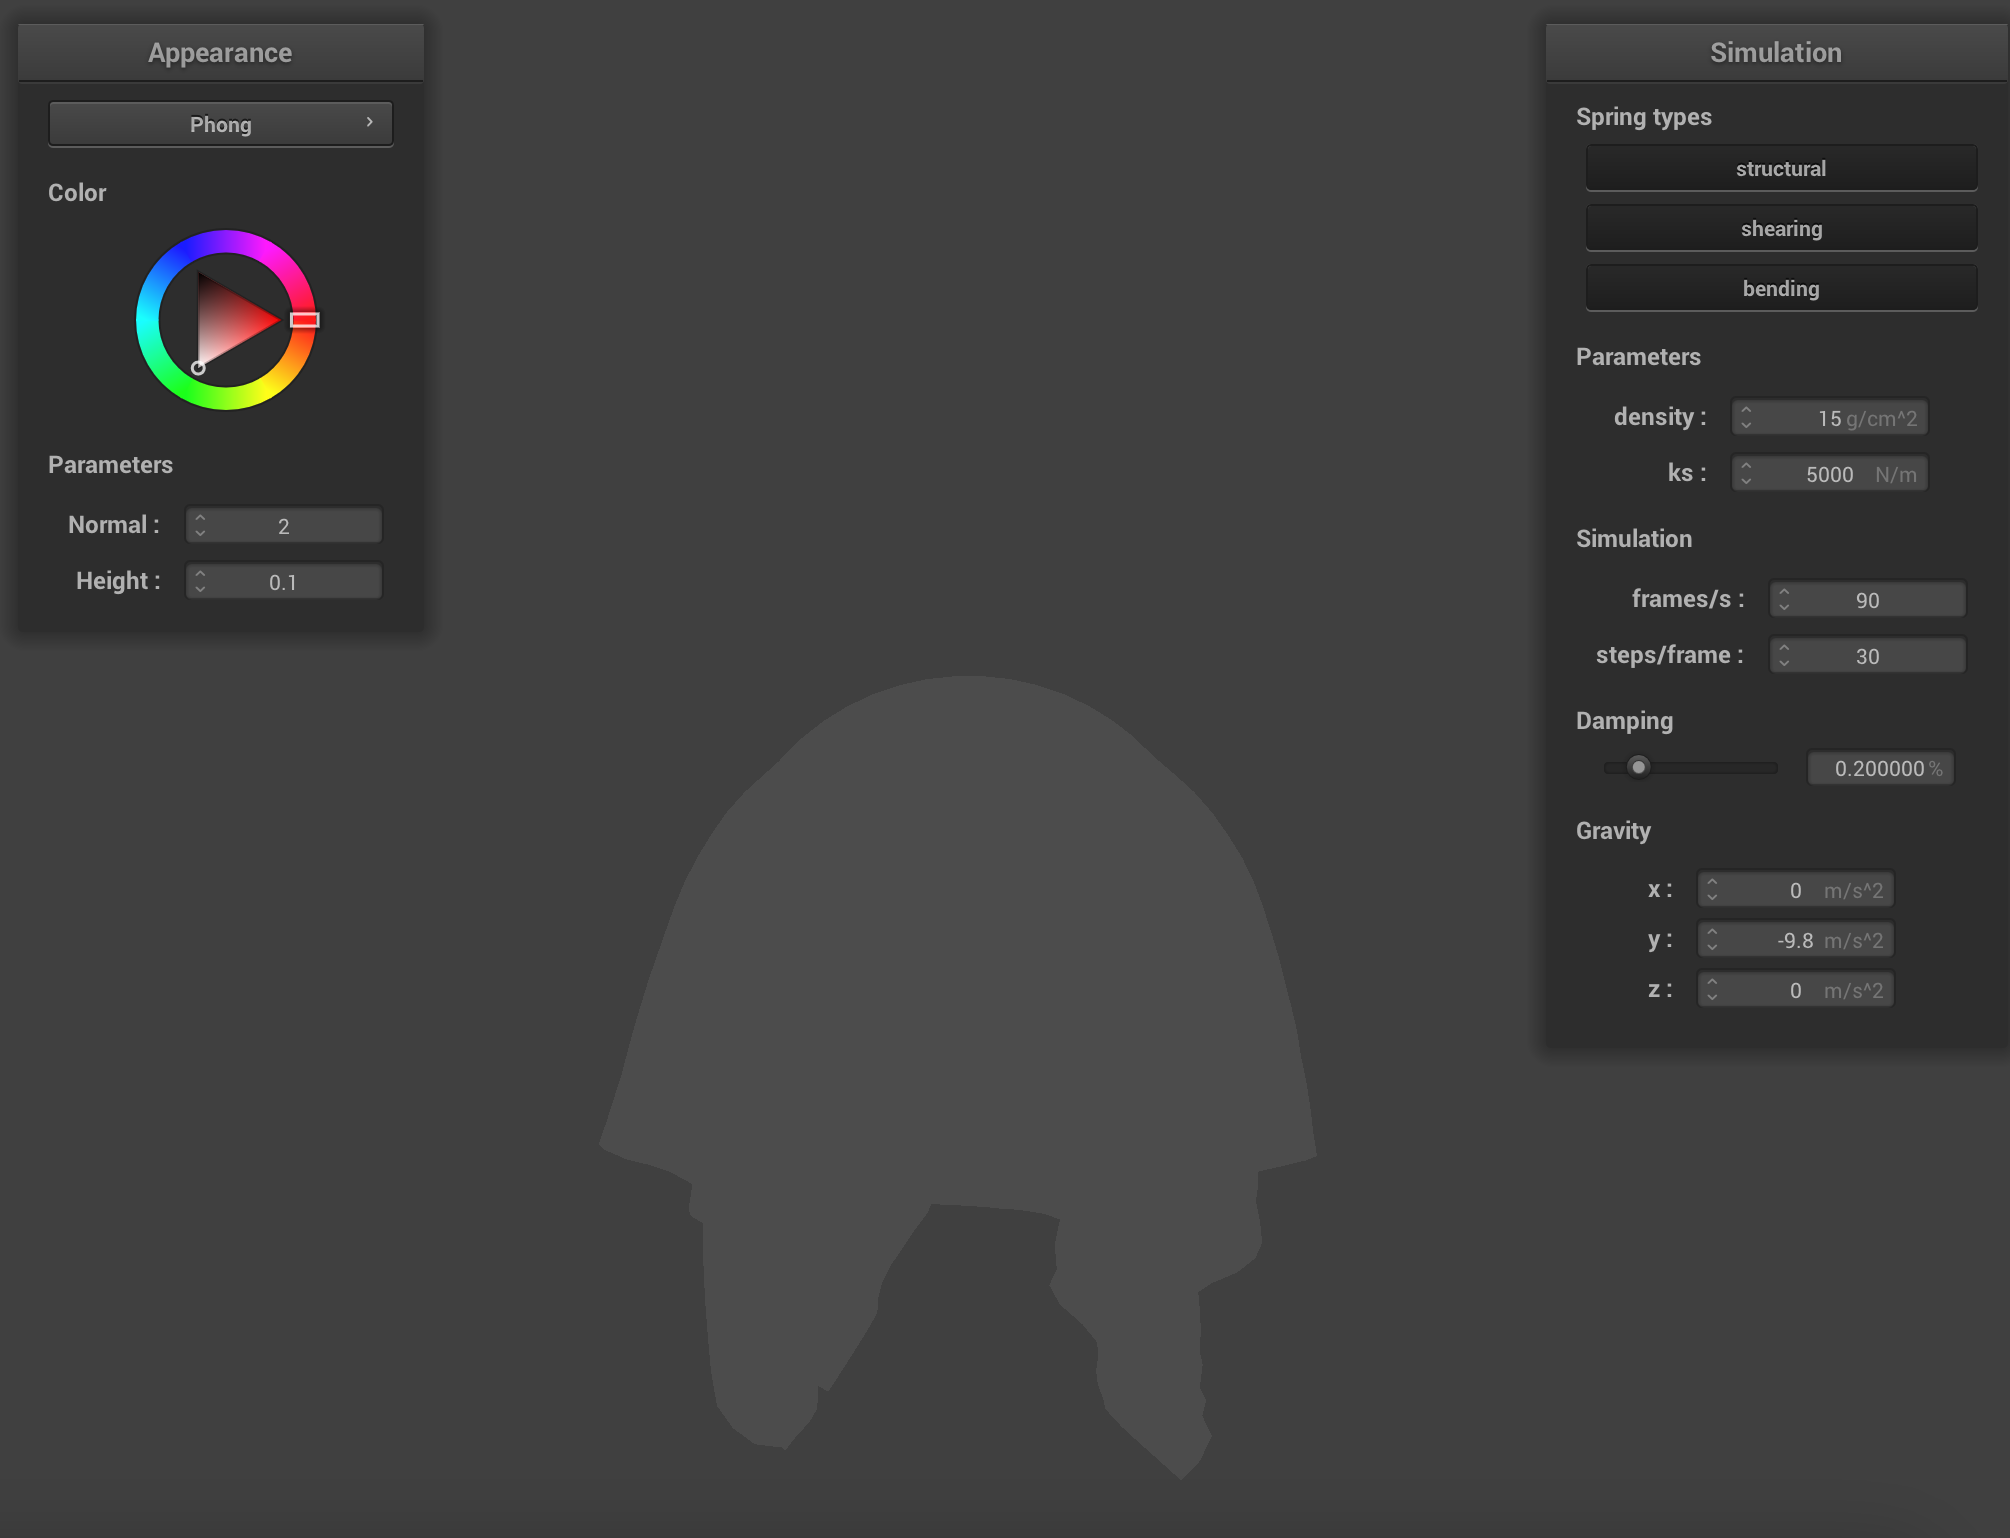 Appearance
Phong
Color
Parameters
Normal : 2
Height : 0.1
Simulation
Spring types
structural
shearing
bending
Parameters
density : 15 g/cm^2
ks : 5000 N/m
Simulation
frames/s : 90
steps/frame : 30
Damping
0.200000 %
Gravity
x : 0 m/s^2
y : -9.8 m/s^2
z : 0 m/s^2